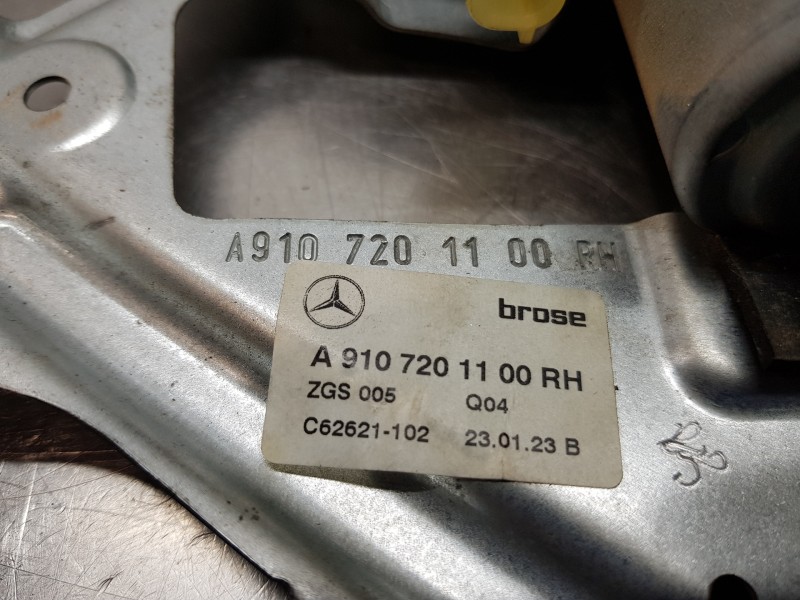 A910 720 11 00 RH
brose
A 910 720 11 00 RH
ZGS 005 Q04
C62621-102 23.01.23 B